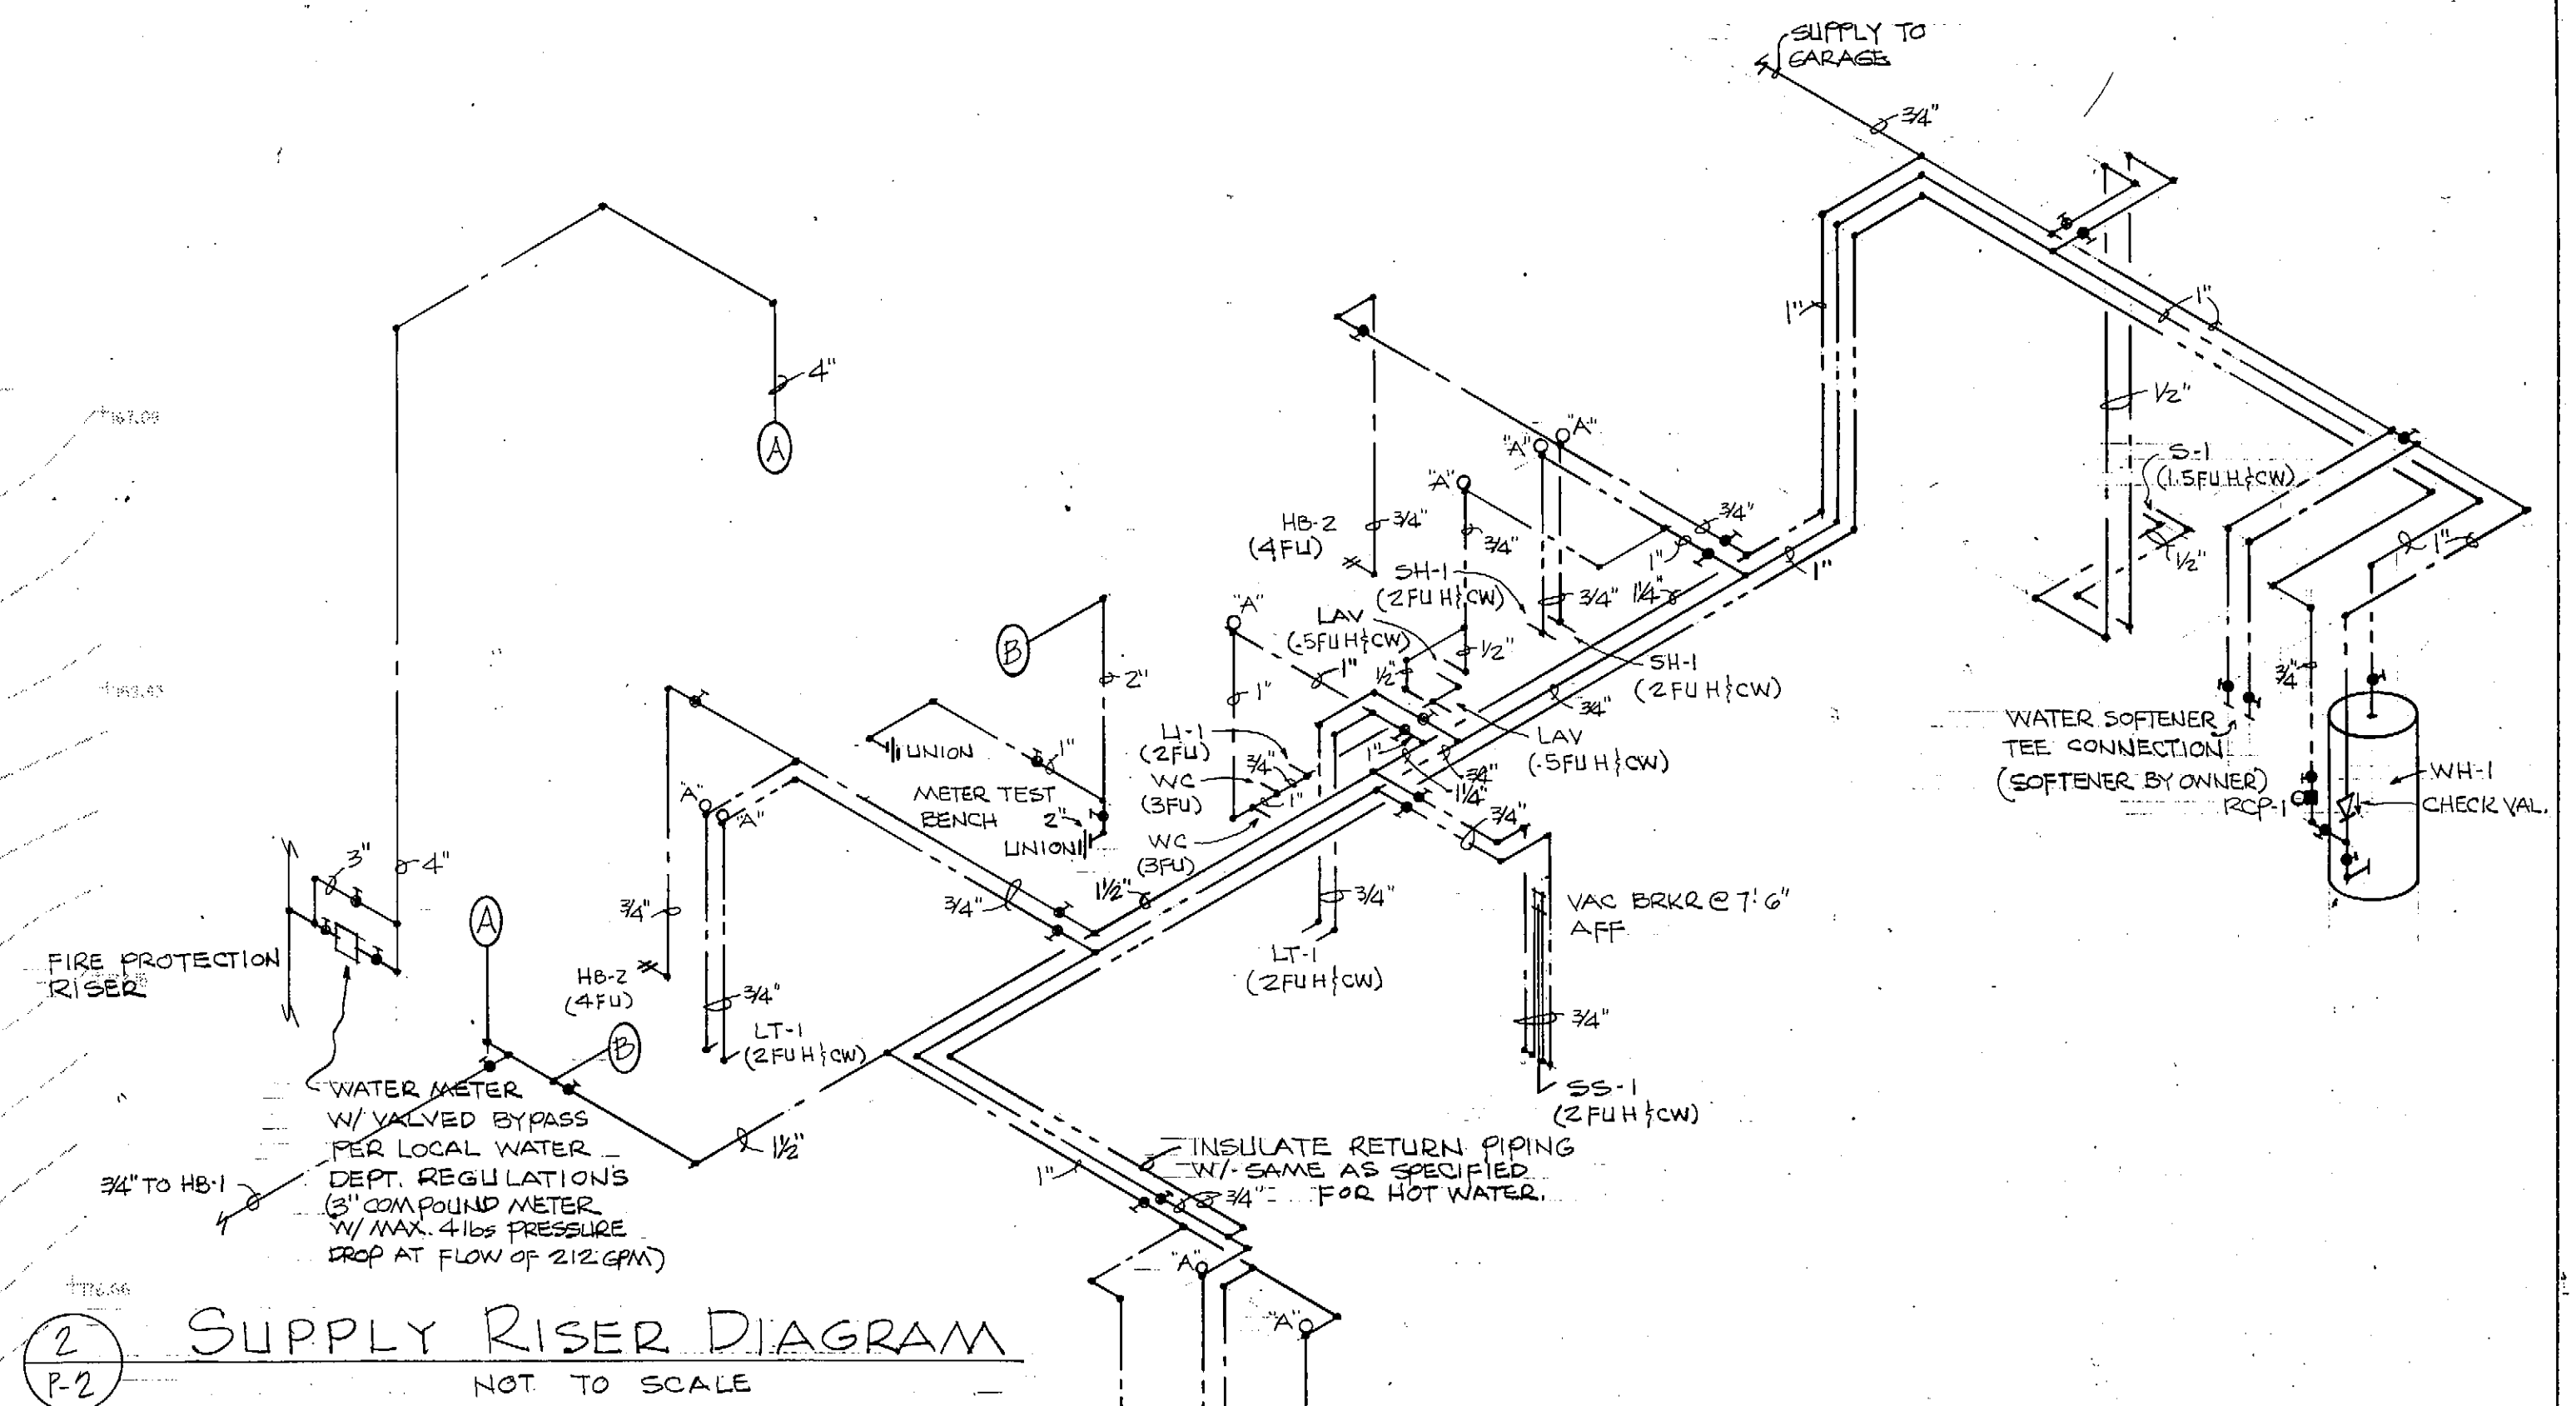 SUPPLY TO
GARAGE
3/4"
1"
1"
4"
A
1/2"
"A"
"A"
"A"
S-1
(1.5FU H&CW)
HB-2
(4FU)
3/4"
3/4"
3/4"
1"
1"
1/2"
1"
SH-1
(2FU H&CW)
3/4"
1 1/4"
"A"
LAV
(.5FU H&CW)
1/2"
1/2"
B
2"
1"
1"
SH-1
(2FU H&CW)
3/4"
3/4"
UNION
1"
(2FU)
3/4"
WC
(3FU)
1"
1"
3/4"
1 1/4"
LAV
(.5FU H&CW)
WATER SOFTENER
TEE CONNECTION
(SOFTENER BY OWNER)
WH-1
RCP-1
CHECK VAL.
METER TEST
BENCH
2"
UNION
WC
(3FU)
3/4"
"A"
"A"
3"
4"
3/4"
3/4"
1 1/2"
3/4"
VAC BRKR @ 7'-6"
AFF
A
FIRE PROTECTION
RISER
HB-2
(4FU)
3/4"
LT-1
(2FU H&CW)
LT-1
(2FU H&CW)
3/4"
B
SS-1
(2FU H&CW)
WATER METER
W/ VALVED BYPASS
PER LOCAL WATER
DEPT. REGULATIONS
(3" COMPOUND METER
W/ MAX. 4 lbs PRESSURE
DROP AT FLOW OF 212 GPM)
1 1/2"
3/4" TO HB-1
INSULATE RETURN PIPING
W/ SAME AS SPECIFIED
FOR HOT WATER.
1"
3/4"
"A"
"A"
2
P-2
SUPPLY RISER DIAGRAM
NOT TO SCALE